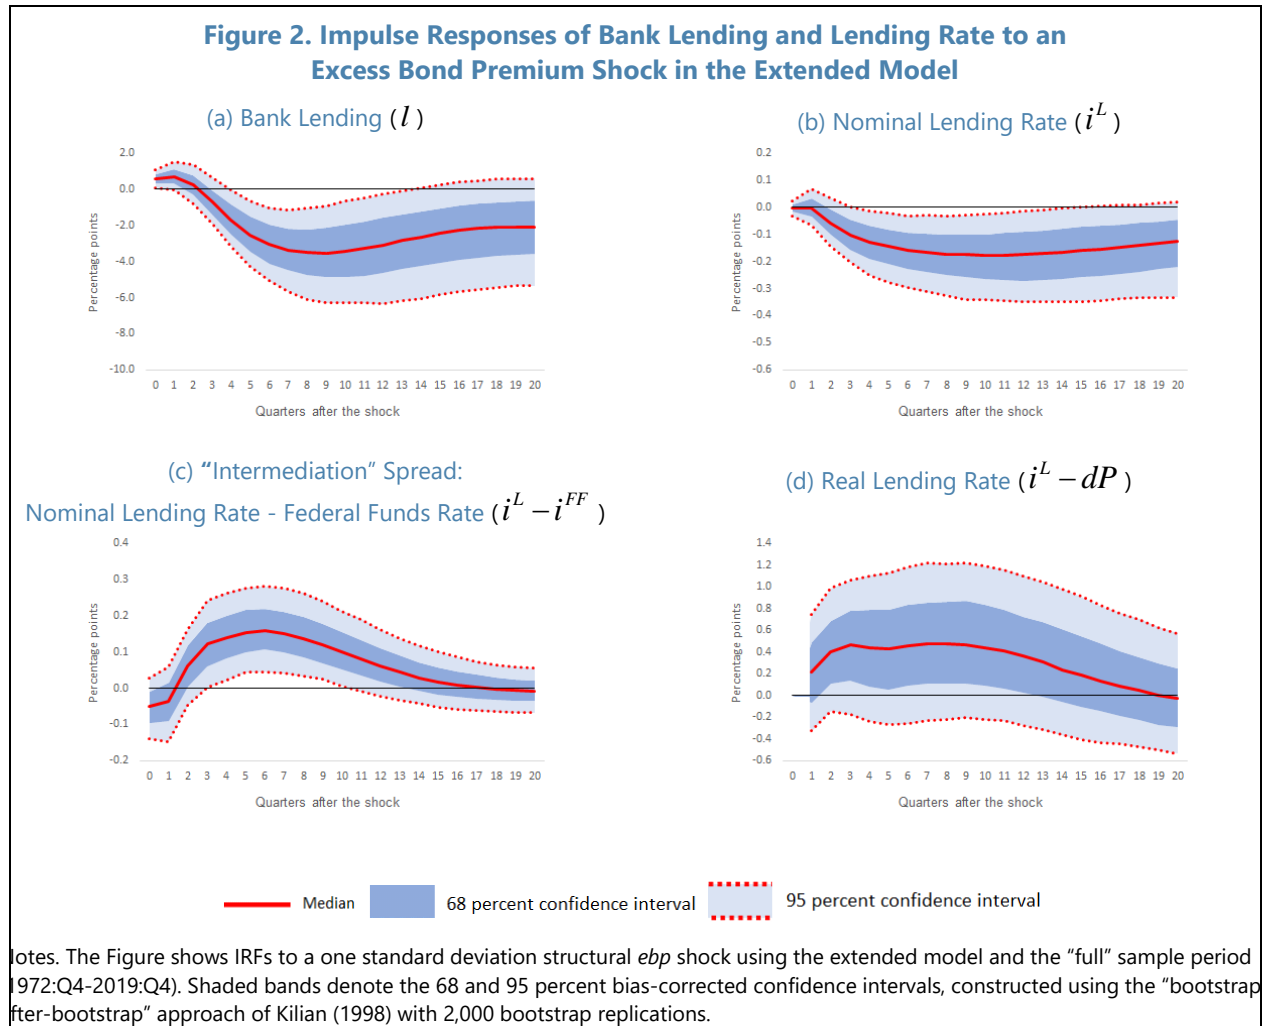 Figure 2. Impulse Responses of Bank Lending and Lending Rate to an
Excess Bond Premium Shock in the Extended Model
(a) Bank Lending (l)
2.0
0.0
-2.0
-4.0
-6.0
-8.0
-10.0
Percentage points
0 1 2 3 4 5 6 7 8 9 10 11 12 13 14 15 16 17 18 19 20
Quarters after the shock
(b) Nominal Lending Rate (i^L)
0.2
0.1
0.0
-0.1
-0.2
-0.3
-0.4
-0.5
-0.6
Percentage points
0 1 2 3 4 5 6 7 8 9 10 11 12 13 14 15 16 17 18 19 20
Quarters after the shock
(c) “Intermediation” Spread:
Nominal Lending Rate - Federal Funds Rate (i^L − i^FF)
0.4
0.3
0.2
0.1
0.0
-0.1
-0.2
Percentage points
0 1 2 3 4 5 6 7 8 9 10 11 12 13 14 15 16 17 18 19 20
Quarters after the shock
(d) Real Lending Rate (i^L − dP)
1.4
1.2
1.0
0.8
0.6
0.4
0.2
0.0
-0.2
-0.4
-0.6
Percentage points
0 1 2 3 4 5 6 7 8 9 10 11 12 13 14 15 16 17 18 19 20
Quarters after the shock
Median
68 percent confidence interval
95 percent confidence interval
otes. The Figure shows IRFs to a one standard deviation structural ebp shock using the extended model and the “full” sample period
1972:Q4-2019:Q4). Shaded bands denote the 68 and 95 percent bias-corrected confidence intervals, constructed using the “bootstrap
fter-bootstrap” approach of Kilian (1998) with 2,000 bootstrap replications.